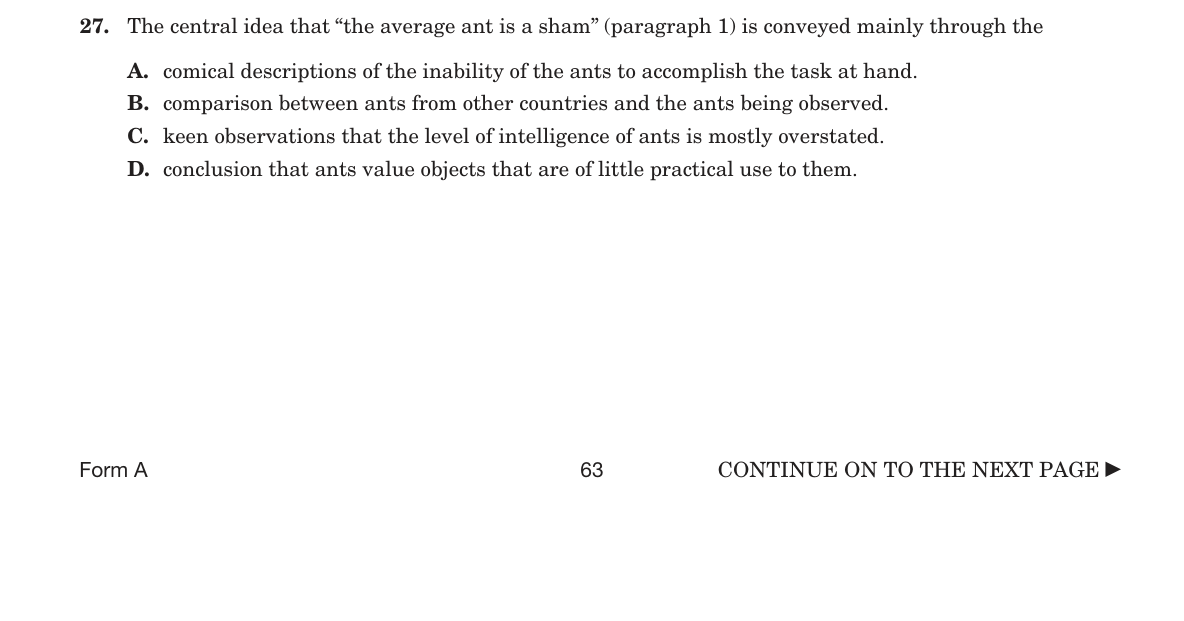 27. The central idea that “the average ant is a sham” (paragraph 1) is conveyed mainly through the
A. comical descriptions of the inability of the ants to accomplish the task at hand.
B. comparison between ants from other countries and the ants being observed.
C. keen observations that the level of intelligence of ants is mostly overstated.
D. conclusion that ants value objects that are of little practical use to them.
Form A 63 CONTINUE ON TO THE NEXT PAGE ►